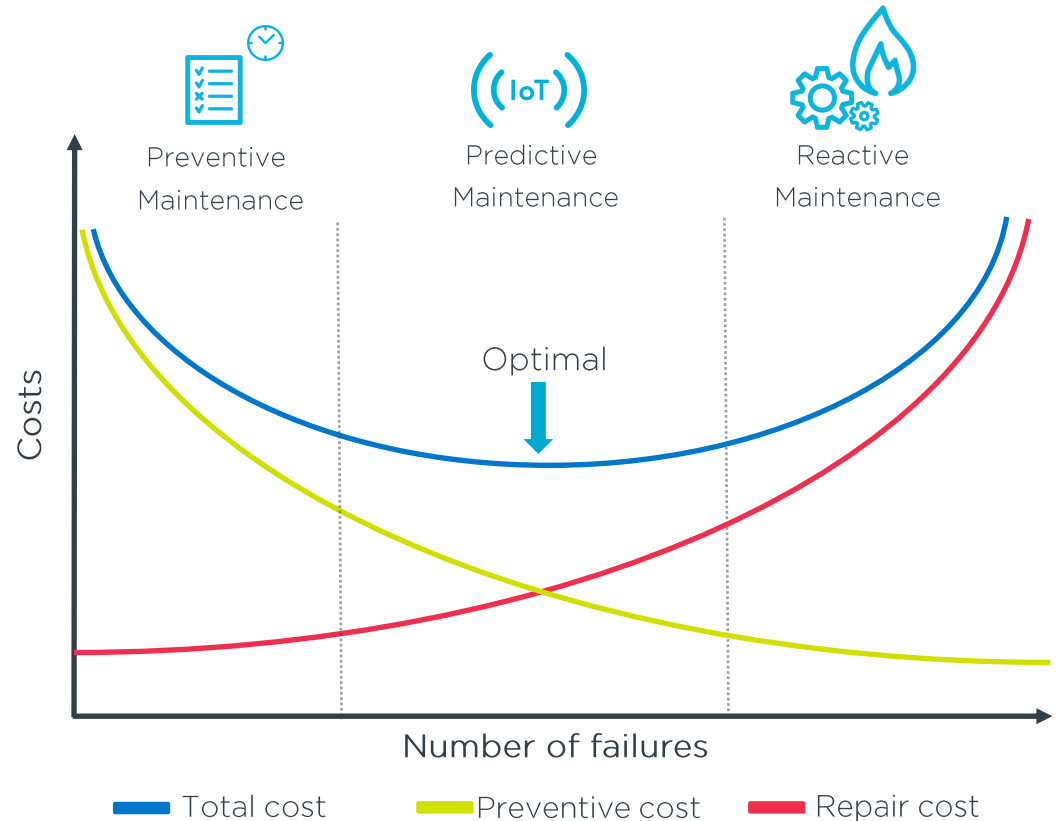 IoT
Preventive
Maintenance
Predictive
Maintenance
Reactive
Maintenance
Optimal
Costs
Number of failures
Total cost
Preventive cost
Repair cost